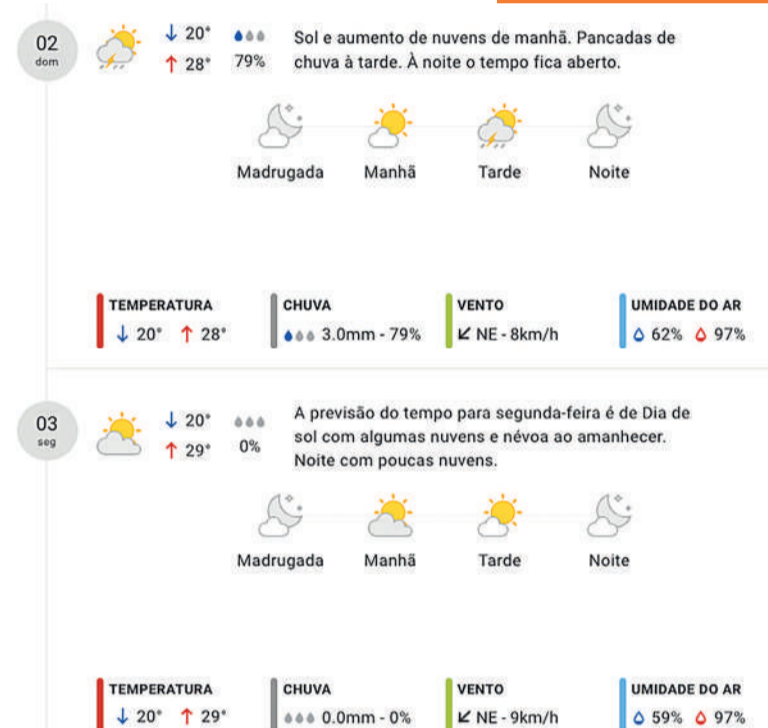 02
dom
20°
28°
79%
Sol e aumento de nuvens de manhã. Pancadas de
chuva à tarde. À noite o tempo fica aberto.
Madrugada Manhã Tarde Noite
TEMPERATURA CHUVA VENTO UMIDADE DO AR
20° 28° 3.0mm - 79% NE - 8km/h 62% 97%
03
seg
20°
29°
0%
A previsão do tempo para segunda-feira é de Dia de
sol com algumas nuvens e névoa ao amanhecer.
Noite com poucas nuvens.
Madrugada Manhã Tarde Noite
TEMPERATURA CHUVA VENTO UMIDADE DO AR
20° 29° 0.0mm - 0% NE - 9km/h 59% 97%